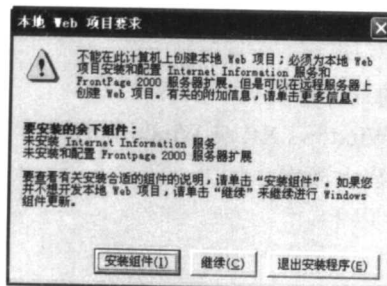 本地 Web 项目要求
不能在此计算机上创建本地 Web 项目；必须为本地 Web
项目安装和配置 Internet Information 服务和
FrontPage 2000 服务器扩展。但是可以在远程服务器上
创建 Web 项目。有关的附加信息，请单击更多信息。
要安装的余下组件：
未安装 Internet Information 服务
未安装和配置 Frontpage 2000 服务器扩展
要查看有关安装合适的组件的说明，请单击“安装组件”。如果您
并不想开发本地 Web 项目，请单击“继续”来继续进行 Windows
组件更新。
安装组件(I) 继续(C) 退出安装程序(E)